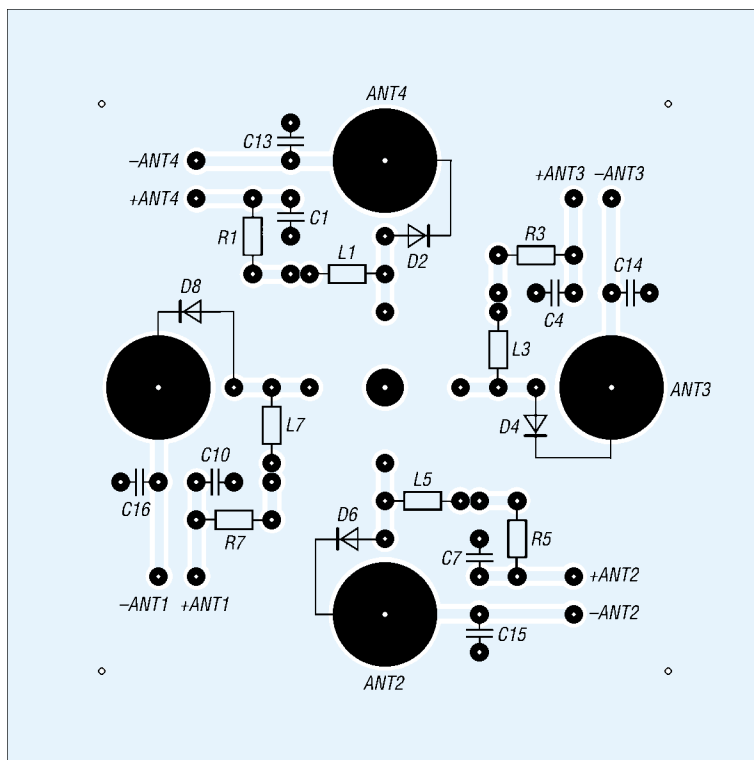 ANT4
C13
–ANT4
+ANT4
C1
R1
L1
D2
+ANT3 –ANT3
R3
C14
C4
L3
D8
ANT3
D4
L7
C10
C16
R7
–ANT1 +ANT1
L5
D6
C7
R5
+ANT2
–ANT2
C15
ANT2